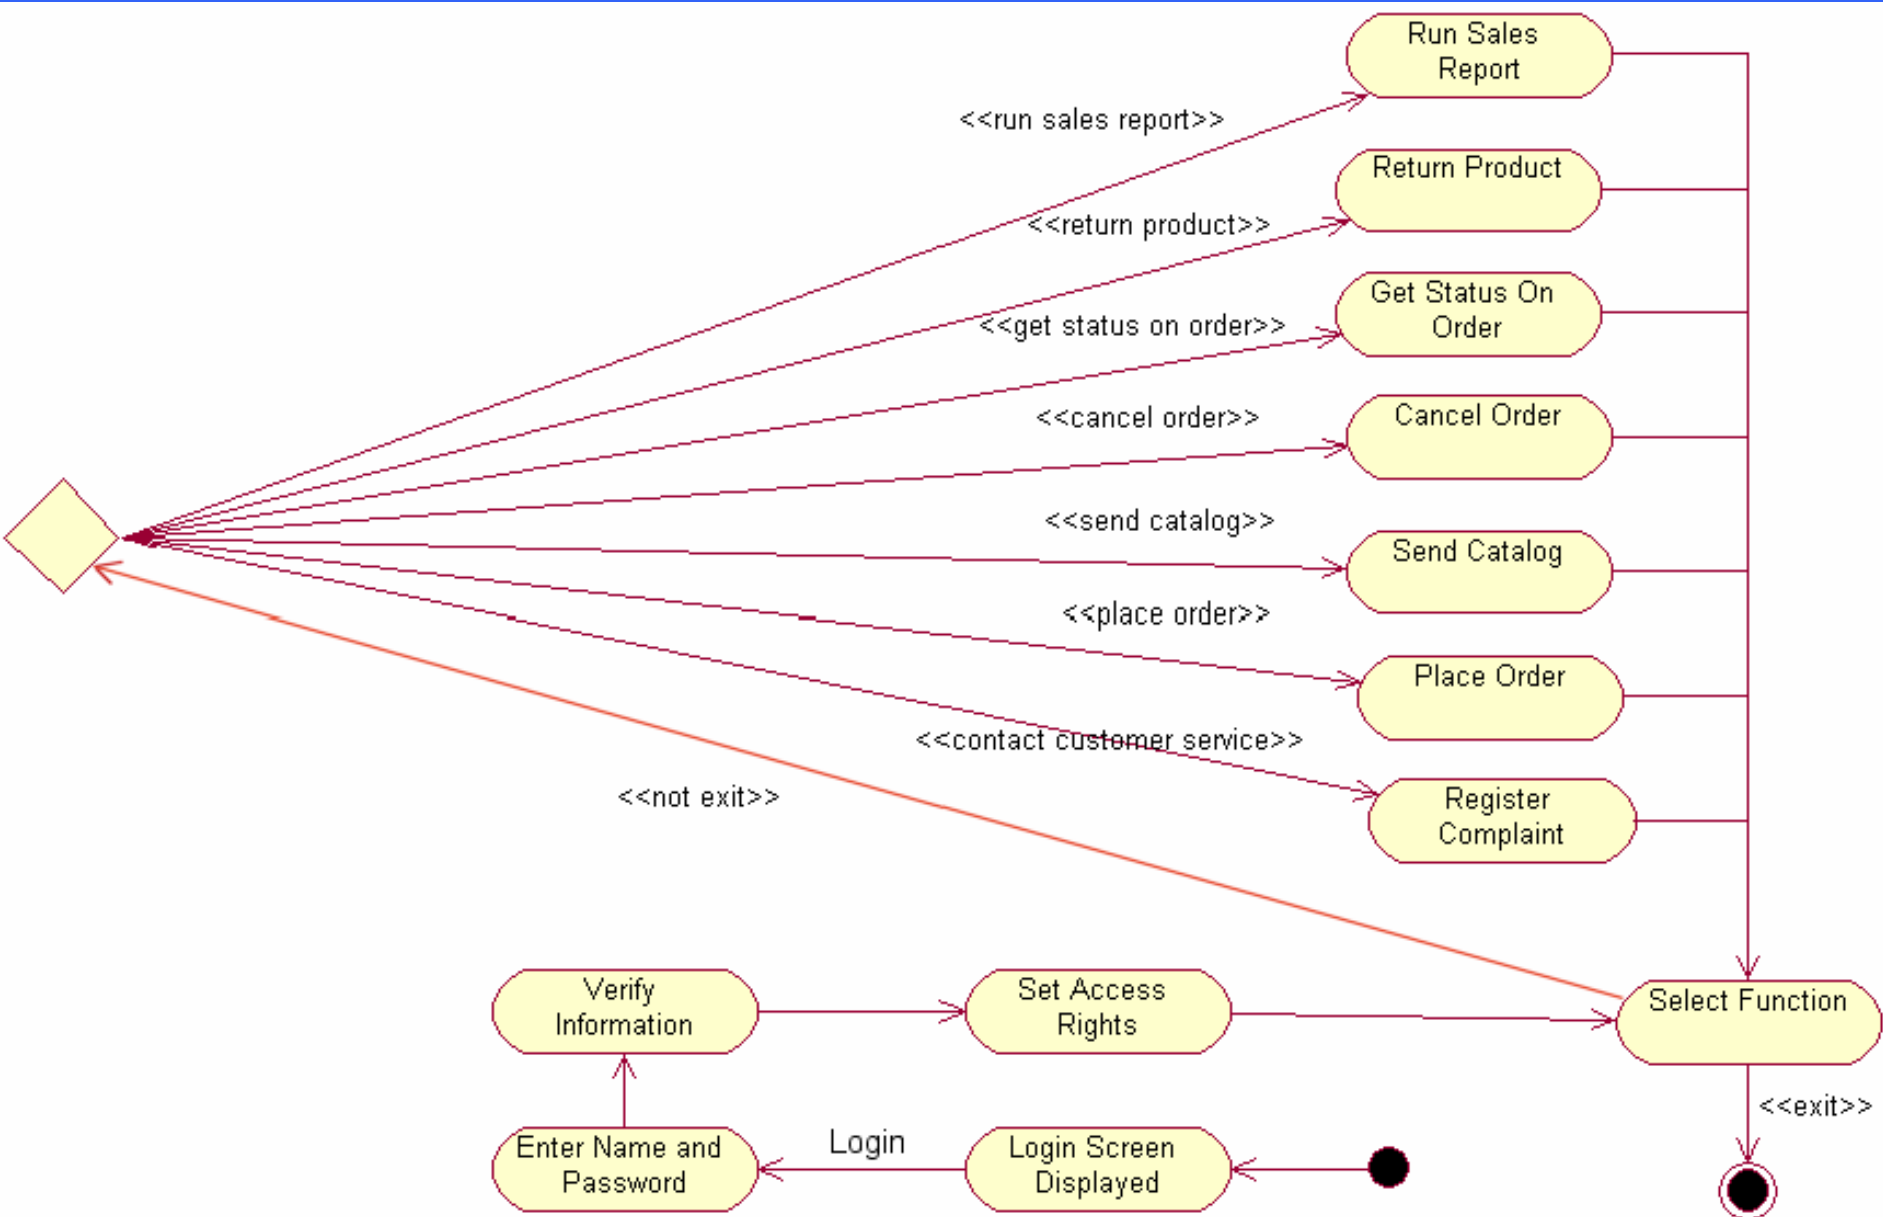 Run Sales
Report
<<run sales report>>
Return Product
<<return product>>
Get Status On
Order
<<get status on order>>
Cancel Order
<<cancel order>>
<<send catalog>>
Send Catalog
<<place order>>
Place Order
<<contact customer service>>
<<not exit>>
Register
Complaint
Verify
Information
Set Access
Rights
Select Function
<<exit>>
Enter Name and
Password
Login
Login Screen
Displayed